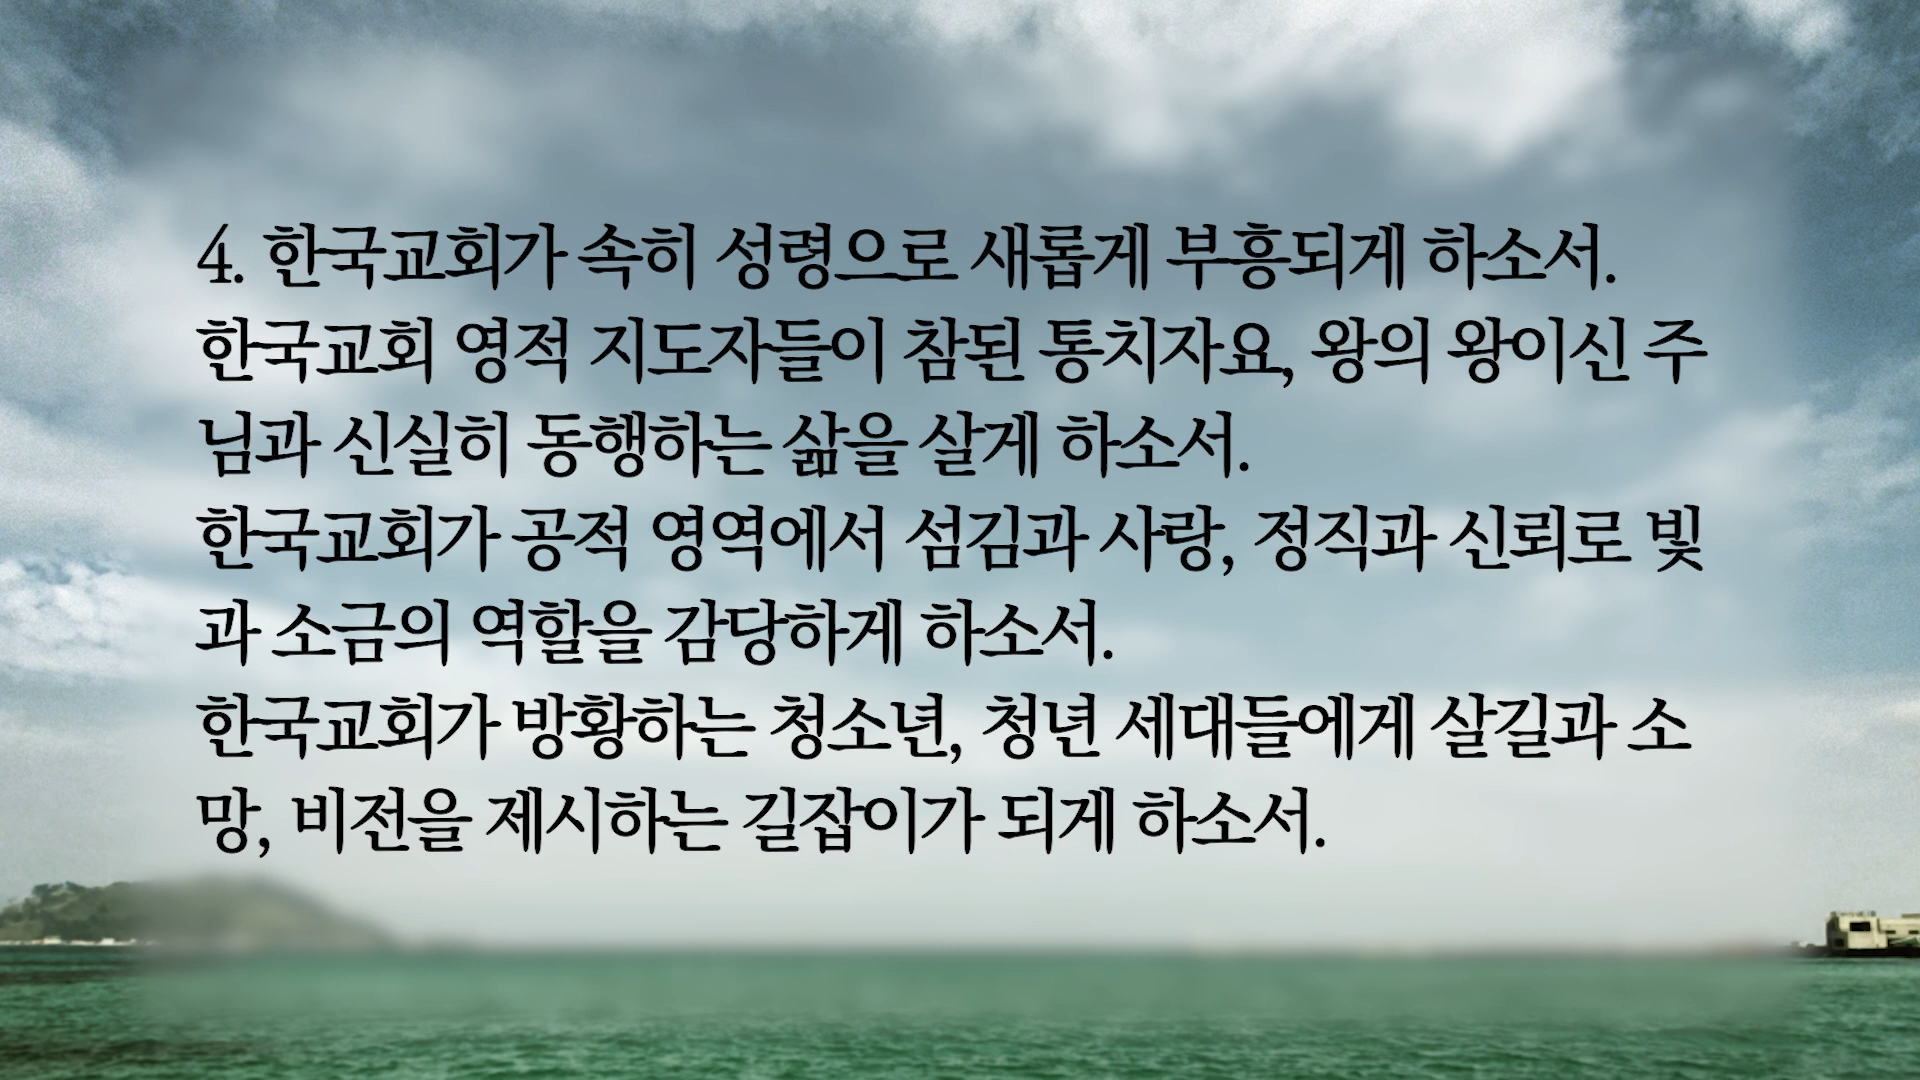 4. 한국교회가 속히 성령으로 새롭게 부흥되게 하소서.
한국교회 영적 지도자들이 참된 통치자요, 왕의 왕이신 주
님과 신실히 동행하는 삶을 살게 하소서.
한국교회가 공적 영역에서 섬김과 사랑, 정직과 신뢰로 빛
과 소금의 역할을 감당하게 하소서.
한국교회가 방황하는 청소년, 청년 세대들에게 살길과 소
망, 비전을 제시하는 길잡이가 되게 하소서.